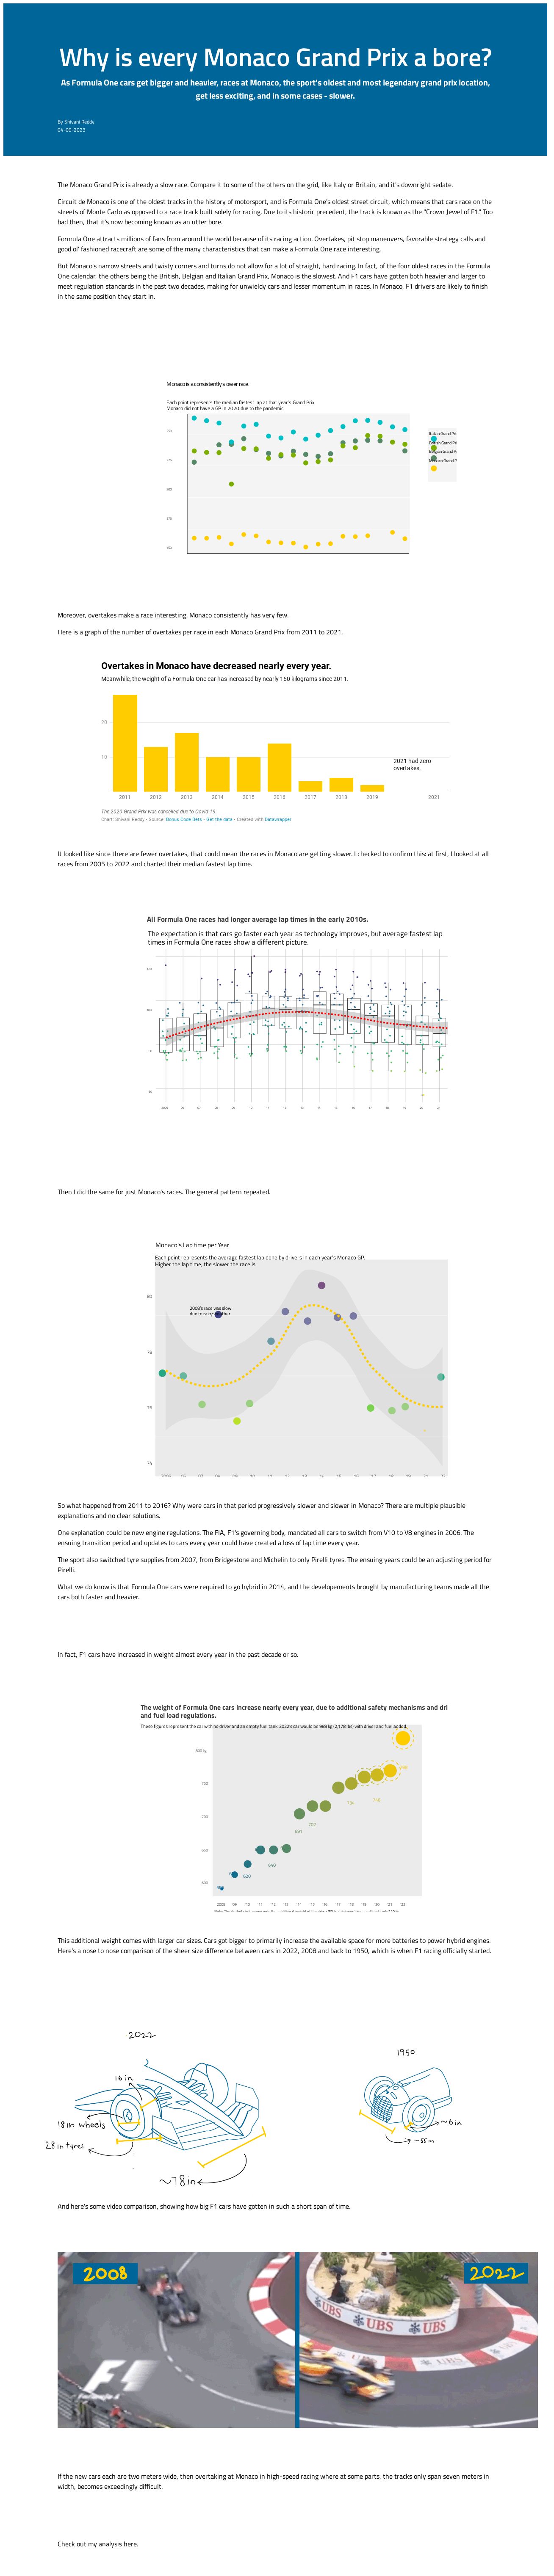 Why is every Monaco Grand Prix a bore?
As Formula One cars get bigger and heavier, races at Monaco, the sport's oldest and most legendary grand prix location,
get less exciting, and in some cases - slower.
By Shivani Reddy
04-09-2023
The Monaco Grand Prix is already a slow race. Compare it to some of the others on the grid, like Italy or Britain, and it's downright sedate.
Circuit de Monaco is one of the oldest tracks in the history of motorsport, and is Formula One's oldest street circuit, which means that cars race on the
streets of Monte Carlo as opposed to a race track built solely for racing. Due to its historic precedent, the track is known as the "Crown Jewel of F1." Too
bad then, that it's now becoming known as an utter bore.
Formula One attracts millions of fans from around the world because of its racing action. Overtakes, pit stop maneuvers, favorable strategy calls and
good ol' fashioned racecraft are some of the many characteristics that can make a Formula One race interesting.
But Monaco's narrow streets and twisty corners and turns do not allow for a lot of straight, hard racing. In fact, of the four oldest races in the Formula
One calendar, the others beng the British, Belgian and Italian Grand Prix, Monaco is the slowest. And F1 cars have gotten both heavier and larger to
meet regulation standards in the past two decades, making for unwieldy cars and lesser momentum in races. In Monaco, F1 drivers are likely to finish
in the same position they start in.
Monaco is a consistently slower race.
Each point represents the median fastest lap at that year's Grand Prix.
Monaco did not have a GP in 2020 due to the pandemic.
Italian Grand Pri
British Grand Pri
Belgian Grand P
Monaco Grand P
Moreover, overtakes make a race interesting. Monaco consistently has very few.
Here is a graph of the number of overtakes per race in each Monaco Grand Prix from 2011 to 2021.
Overtakes in Monaco have decreased nearly every year.
Meanwhile, the weight of a Formula One car has increased by nearly 160 kilograms since 2011.
20
10
2021 had zero
overtakes.
2011 2012 2013 2014 2015 2016 2017 2018 2019 2021
The 2020 Grand Prix was cancelled due to Covid-19.
Chart: Shivani Reddy • Source: Bonus Code Bets • Get the data • Created with Datawrapper
It looked like since there are fewer overtakes, that could mean the races in Monaco are getting slower. I checked to confirm this: at first, I looked at all
races from 2005 to 2022 and charted their median fastest lap time.
All Formula One races had longer average lap times in the early 2010s.
The expectation is that cars go faster each year as technology improves, but average fastest lap
times in Formula One races show a different picture.
Then I did the same for just Monaco's races. The general pattern repeated.
Monaco's Lap time per Year
Each point represents the average fastest lap done by drivers in each year's Monaco GP.
Higher the lap time, the slower the race is.
80
2008's race was slow
due to rainy weather
78
76
74
So what happened from 2011 to 2016? Why were cars in that period progressively slower and slower in Monaco? There are multiple plausible
explanations and no clear solutions.
One explanation could be new engine regulations. The FIA, F1's governing body, mandated all cars to switch from V10 to V8 engines in 2006. The
ensuing transition period and updates to cars every year could have created a loss of lap time every year.
The sport also switched tyre supplies from 2007, from Bridgestone and Michelin to only Pirelli tyres. The ensuing years could be an adjusting period for
Pirelli.
What we do know is that Formula One cars were required to go hybrid in 2014, and the developements brought by manufacturing teams made all the
cars both faster and heavier.
In fact, F1 cars have increased in weight almost every year in the past decade or so.
The weight of Formula One cars increase nearly every year, due to additional safety mechanisms and dri
and fuel load regulations.
These figures represent the car with no driver and an empty fuel tank. 2022's car would be 988 kg (2,178 lbs) with driver and fuel added.
800 kg
750
700
650
600
620
640
691
702
734
746
2008 '09 '10 '11 '12 '13 '14 '15 '16 '17 '18 '19 '20 '21 '22
This additional weight comes with larger car sizes. Cars got bigger to primarily increase the available space for more batteries to power hybrid engines.
Here's a nose to nose comparison of the sheer size difference between cars in 2022, 2008 and back to 1950, which is when F1 racing officially started.
2022
16 in
18 in wheels
28 in tyres
~78 in
1950
~6 in
~55 in
And here's some video comparison, showing how big F1 cars have gotten in such a short span of time.
2008
2022
UBS
UBS
UBS
UBS
F1
Formula 1
If the new cars each are two meters wide, then overtaking at Monaco in high-speed racing where at some parts, the tracks only span seven meters in
width, becomes exceedingly difficult.
Check out my analysis here.